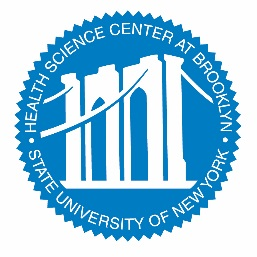 HEALTH SCIENCE CENTER AT BROOKLYN
STATE UNIVERSITY OF NEW YORK